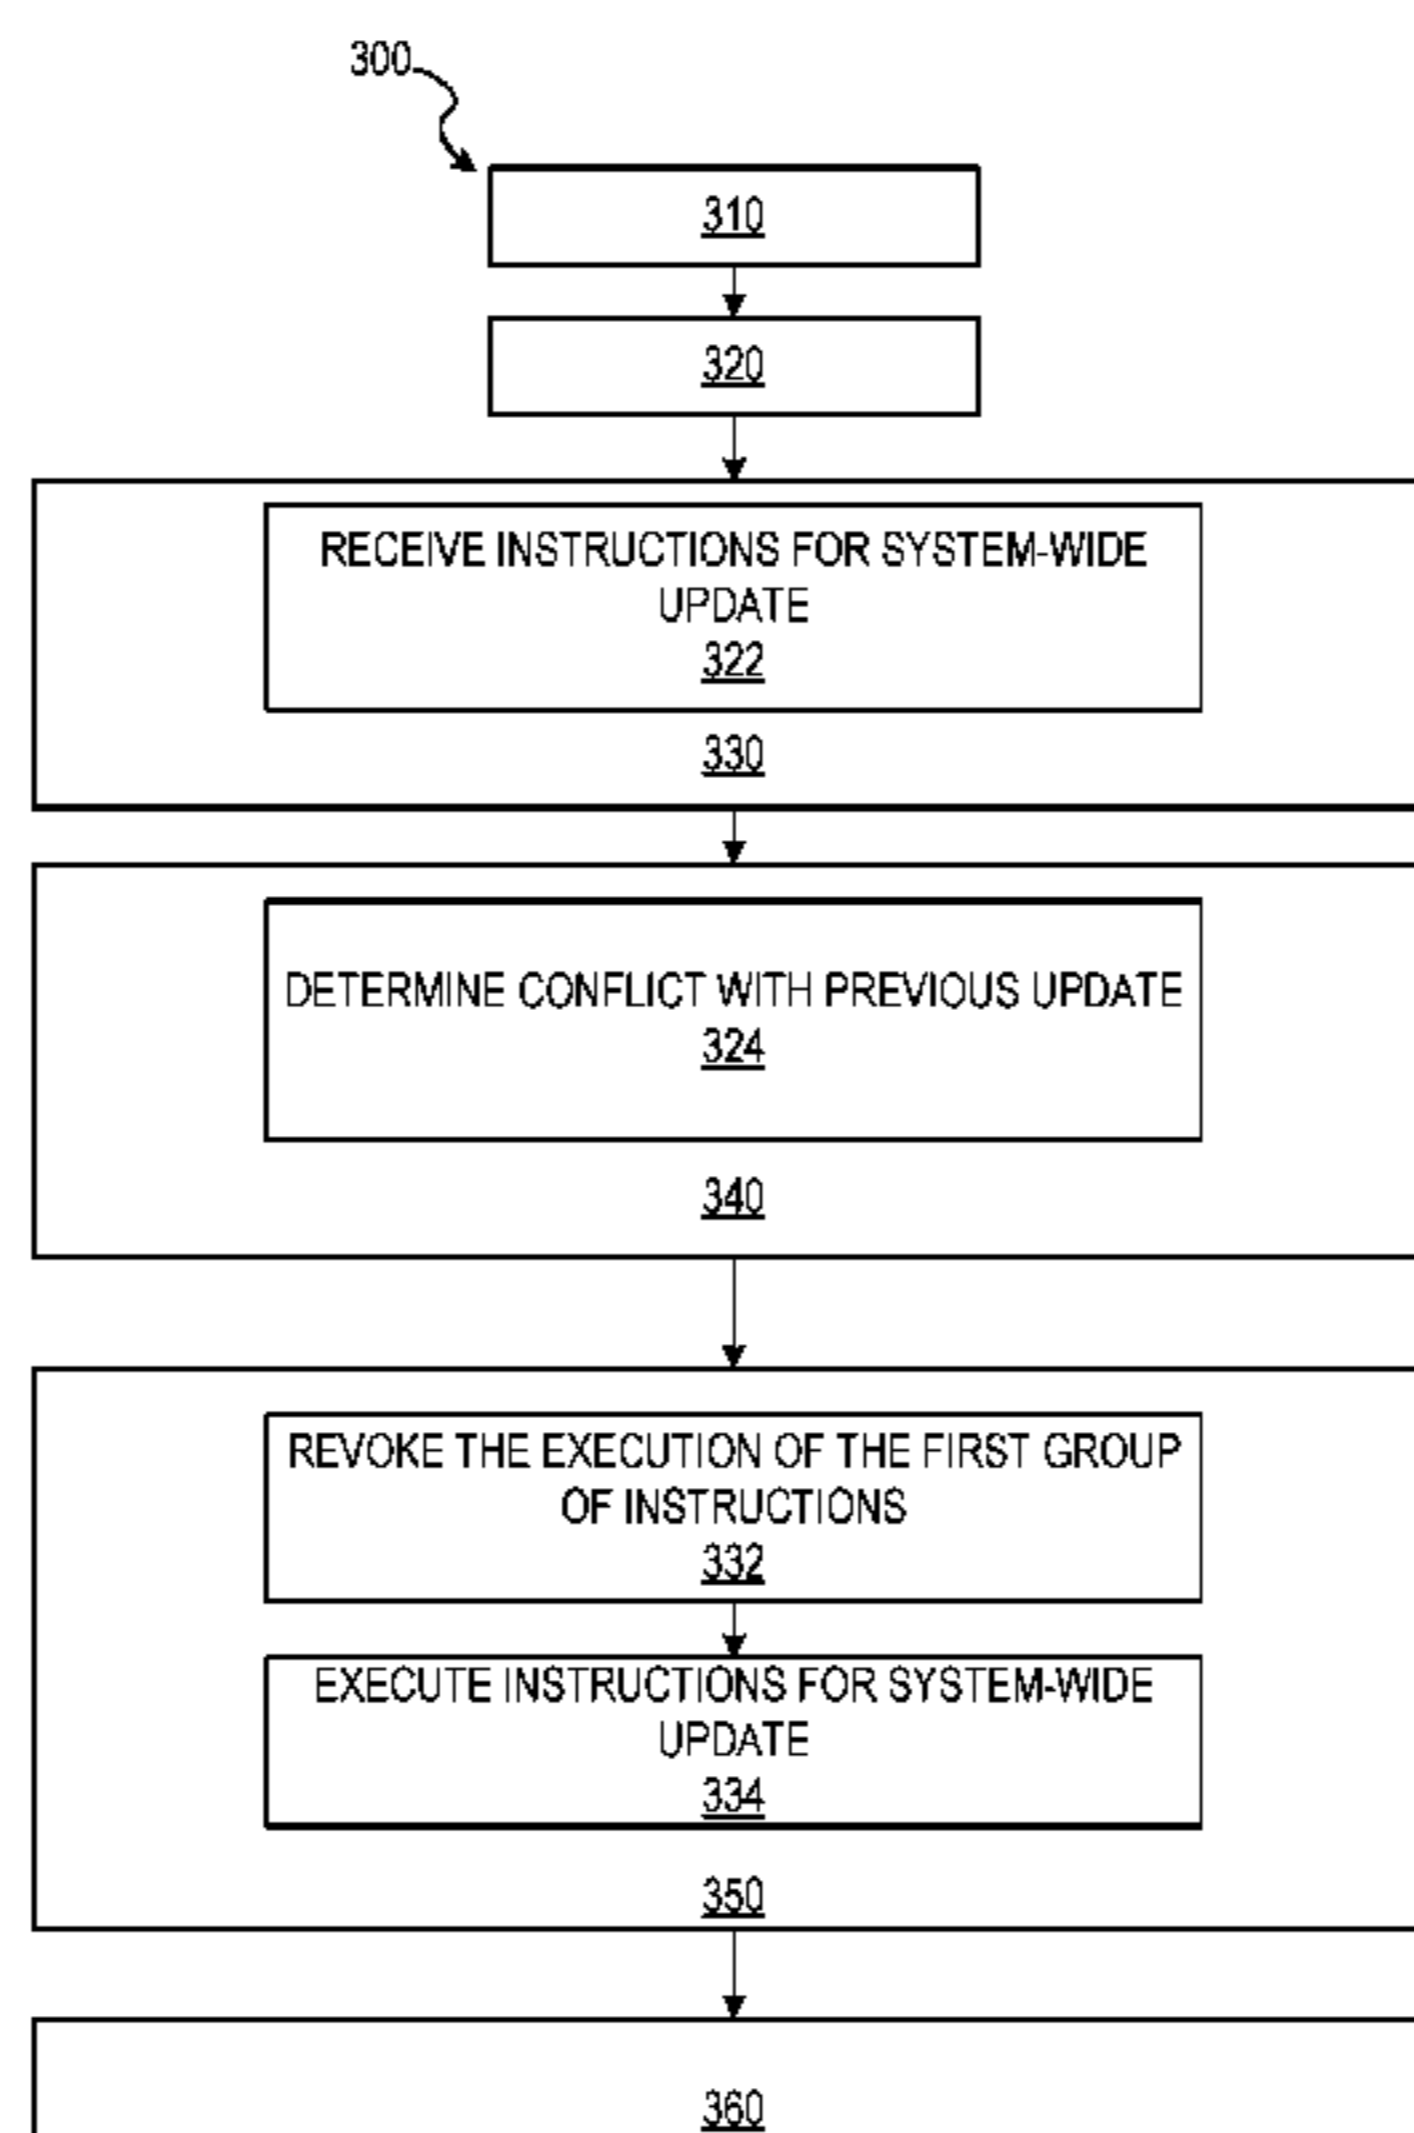 300
310
320
RECEIVE INSTRUCTIONS FOR SYSTEM-WIDE
UPDATE
322
330
DETERMINE CONFLICT WITH PREVIOUS UPDATE
324
340
REVOKE THE EXECUTION OF THE FIRST GROUP
OF INSTRUCTIONS
332
EXECUTE INSTRUCTIONS FOR SYSTEM-WIDE
UPDATE
334
350
360